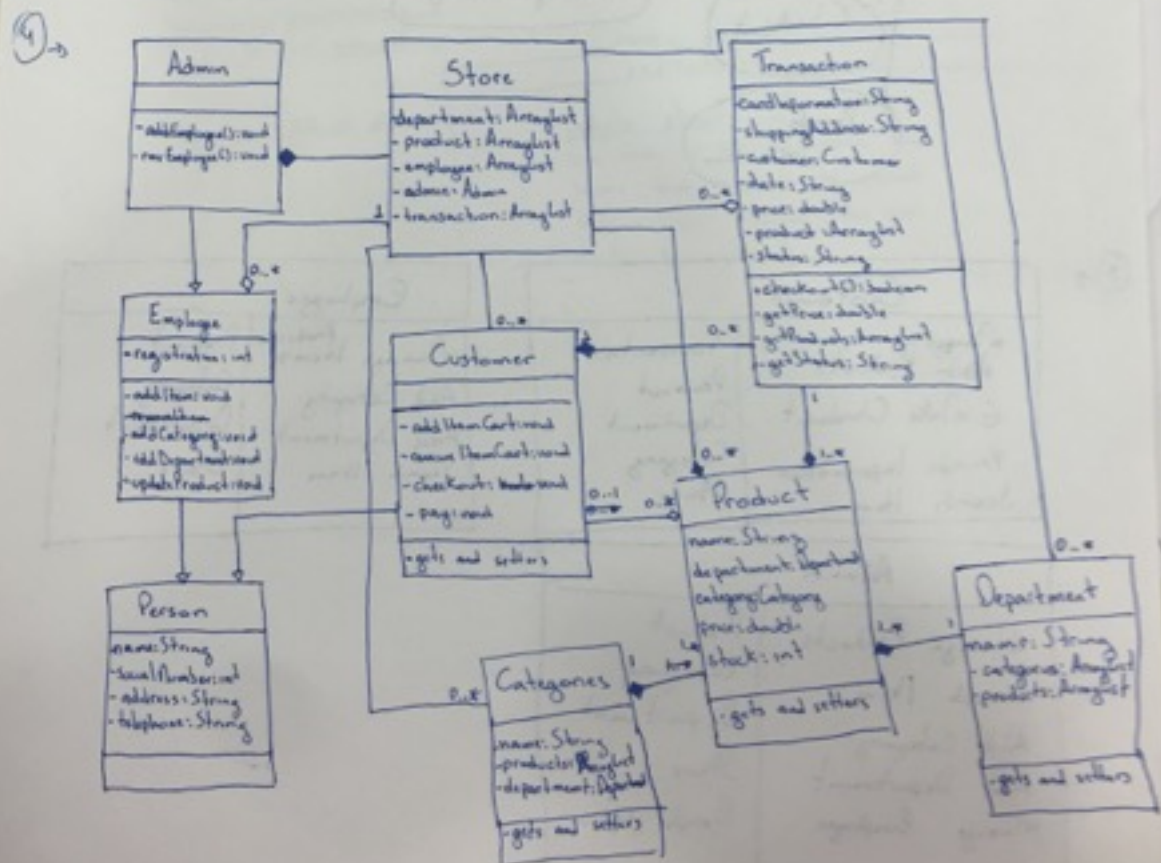 4
Admin
- addEmployee(): void
- remEmployee(): void
Store
- department: ArrayList
- product: ArrayList
- employee: ArrayList
- admin: Admin
- transaction: ArrayList
Transaction
- cardInformation: String
- shippingAddress: String
- customer: Customer
- date: String
- price: double
- product: ArrayList
- status: String
+ checkout(): boolean
- getPrice: double
- getProducts: ArrayList
- getStatus: String
1
0..*
0..*
Employee
- registration: int
- addItem: void
- addCategory: void
- addDepartment: void
- updateProduct: void
0..*
Customer
- addItemCart: void
- removeItemCart: void
- checkout: void
- pay: void
- gets and setters
0..*
1
0..*
1..*
0..1
0..*
Product
name: String
department: Department
category: Category
price: double
stock: int
- gets and setters
0..*
Department
name: String
- categories: ArrayList
- products: ArrayList
- gets and setters
1..*
1
Person
name: String
- socialNumber: int
- address: String
- telephone: String
0..*
1
Categories
- name: String
- products: ArrayList
- department: Department
- gets and setters